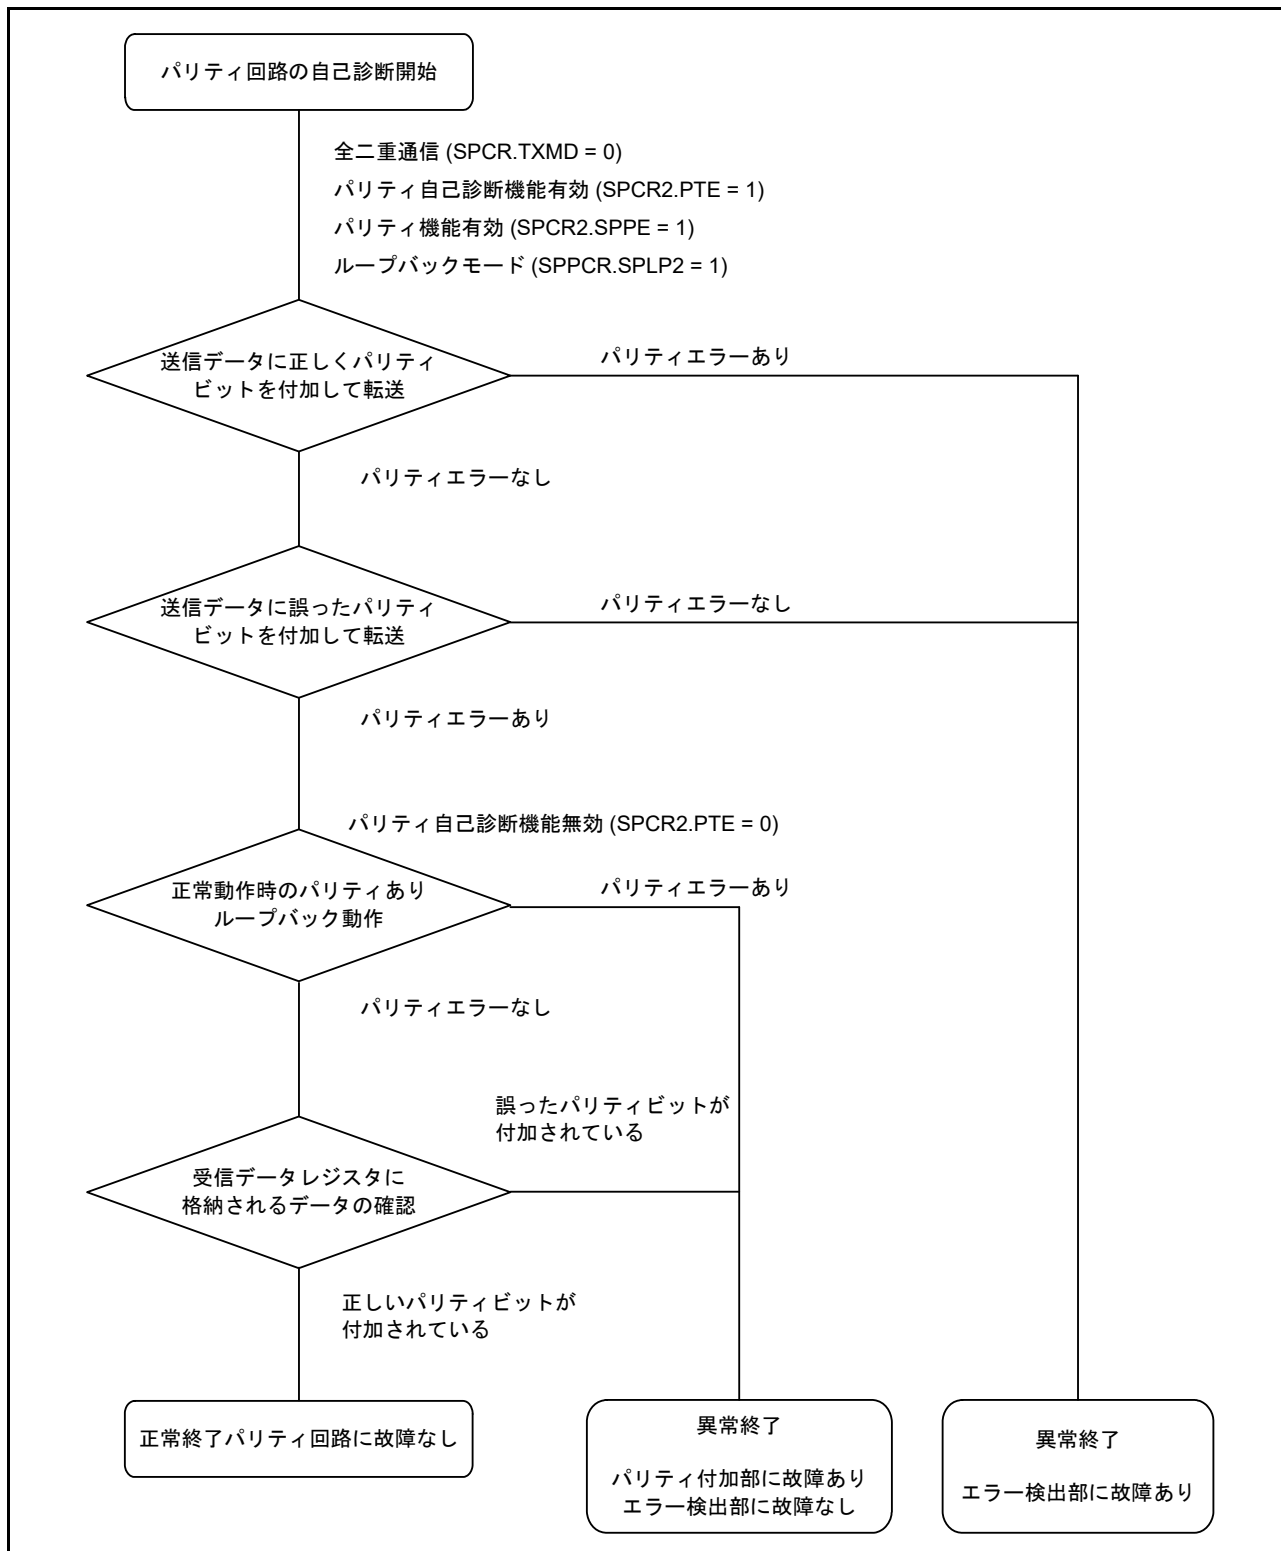 パリティ回路の自己診断開始
全二重通信 (SPCR.TXMD = 0)
パリティ自己診断機能有効 (SPCR2.PTE = 1)
パリティ機能有効 (SPCR2.SPPE = 1)
ループバックモード (SPPCR.SPLP2 = 1)
送信データに正しくパリティ
ビットを付加して転送
パリティエラーあり
パリティエラーなし
送信データに誤ったパリティ
ビットを付加して転送
パリティエラーなし
パリティエラーあり
パリティ自己診断機能無効 (SPCR2.PTE = 0)
正常動作時のパリティあり
ループバック動作
パリティエラーあり
パリティエラーなし
誤ったパリティビットが
付加されている
受信データレジスタに
格納されるデータの確認
正しいパリティビットが
付加されている
正常終了パリティ回路に故障なし
異常終了
パリティ付加部に故障あり
エラー検出部に故障なし
異常終了
エラー検出部に故障あり